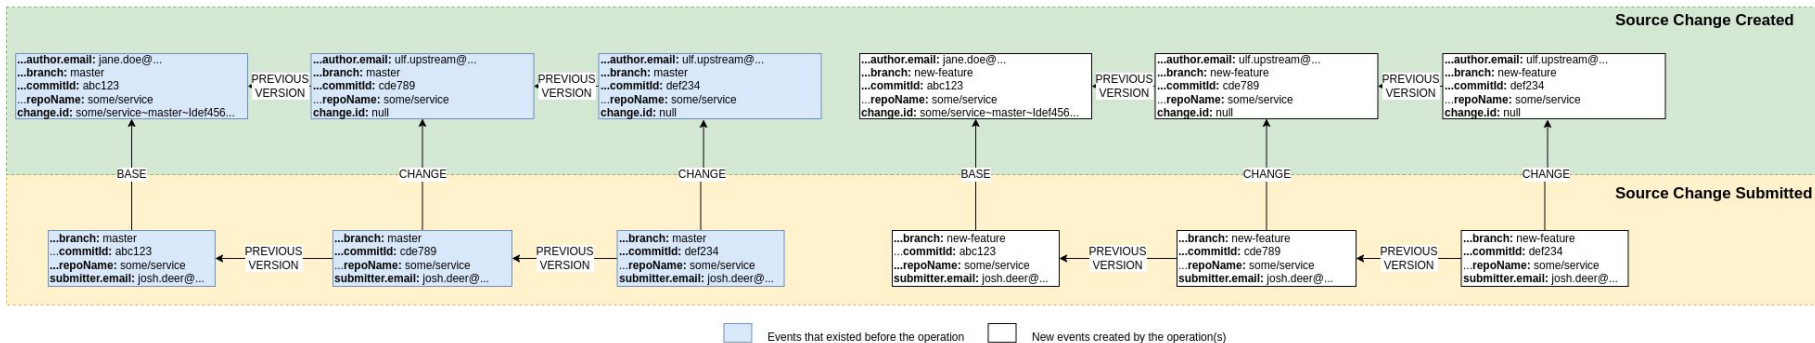 Source Change Created
...author.email: jane.doe@...
...branch: master
...commitId: abc123
...repoName: some/service
change.id: some/service~master~Idef456...
PREVIOUS
VERSION
...author.email: ulf.upstream@...
...branch: master
...commitId: cde789
...repoName: some/service
change.id: null
PREVIOUS
VERSION
...author.email: ulf.upstream@...
...branch: master
...commitId: def234
...repoName: some/service
change.id: null
...author.email: jane.doe@...
...branch: new-feature
...commitId: abc123
...repoName: some/service
change.id: some/service~master~Idef456...
PREVIOUS
VERSION
...author.email: ulf.upstream@...
...branch: new-feature
...commitId: cde789
...repoName: some/service
change.id: null
PREVIOUS
VERSION
...author.email: ulf.upstream@...
...branch: new-feature
...commitId: def234
...repoName: some/service
change.id: null
BASE
CHANGE
CHANGE
BASE
CHANGE
CHANGE
Source Change Submitted
...branch: master
...commitId: abc123
...repoName: some/service
submitter.email: josh.deer@...
PREVIOUS
VERSION
...branch: master
...commitId: cde789
...repoName: some/service
submitter.email: josh.deer@...
PREVIOUS
VERSION
...branch: master
...commitId: def234
...repoName: some/service
submitter.email: josh.deer@...
...branch: new-feature
...commitId: abc123
...repoName: some/service
submitter.email: josh.deer@...
PREVIOUS
VERSION
...branch: new-feature
...commitId: cde789
...repoName: some/service
submitter.email: josh.deer@...
PREVIOUS
VERSION
...branch: new-feature
...commitId: def234
...repoName: some/service
submitter.email: josh.deer@...
Events that existed before the operation
New events created by the operation(s)